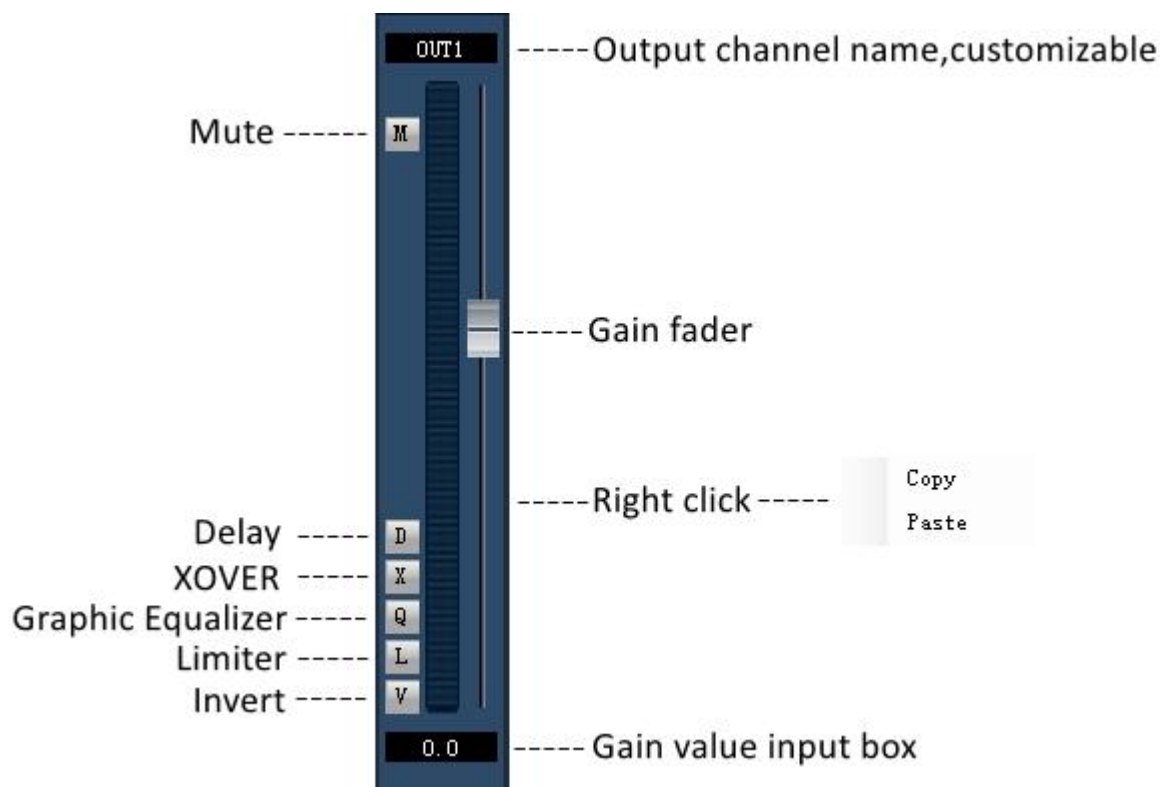 OUT1
Output channel name,customizable
Mute
M
Gain fader
Right click
Copy
Paste
Delay
D
XOVER
X
Graphic Equalizer
Q
Limiter
L
Invert
V
0.0
Gain value input box